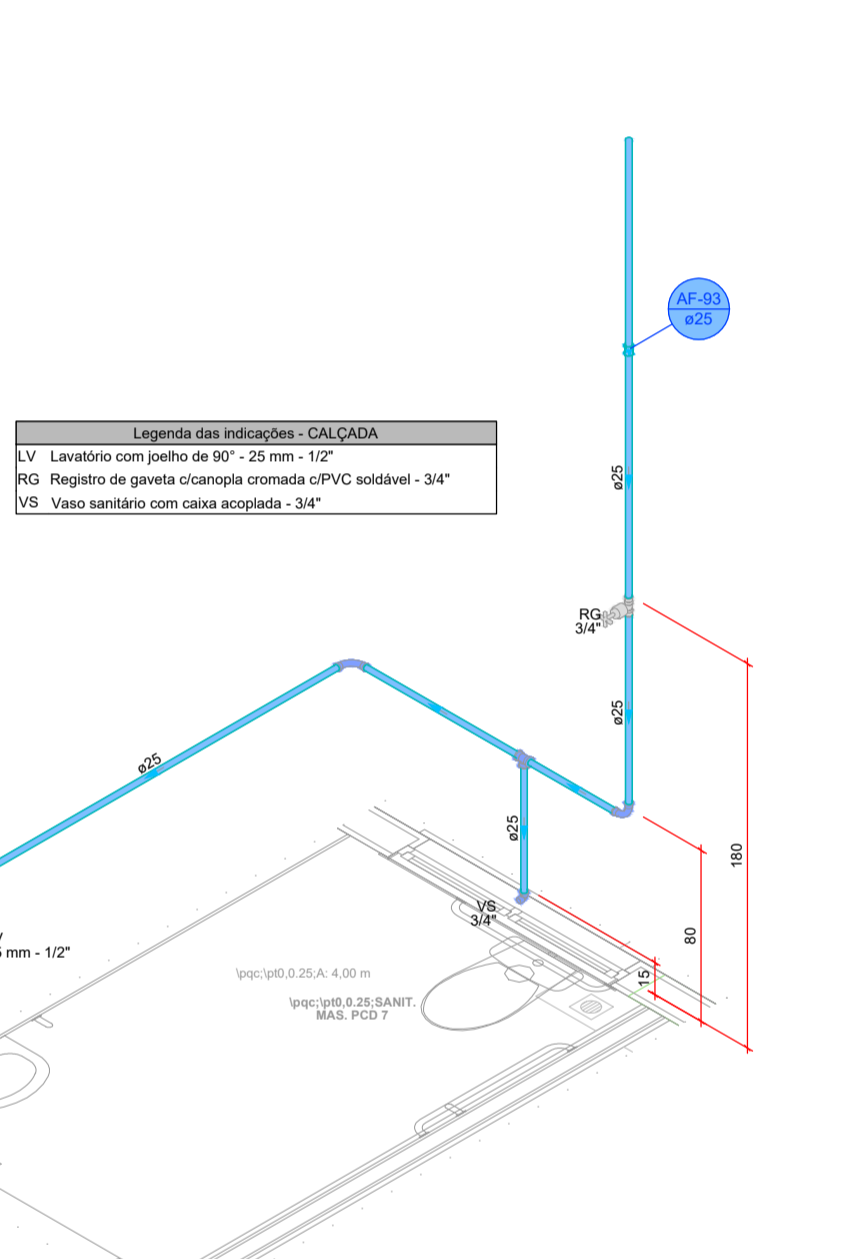 AF-93
ø25
Legenda das indicações - CALÇADA
LV Lavatório com joelho de 90° - 25 mm - 1/2"
RG Registro de gaveta c/canopla cromada c/PVC soldável - 3/4"
VS Vaso sanitário com caixa acoplada - 3/4"
ø25
RG
3/4"
ø25
ø25
ø25
180
VS
3/4"
80
mm - 1/2"
15
\pqc;\pt0,0.25;A: 4,00 m
\pqc;\pt0,0.25;SANIT.
MAS. PCD 7